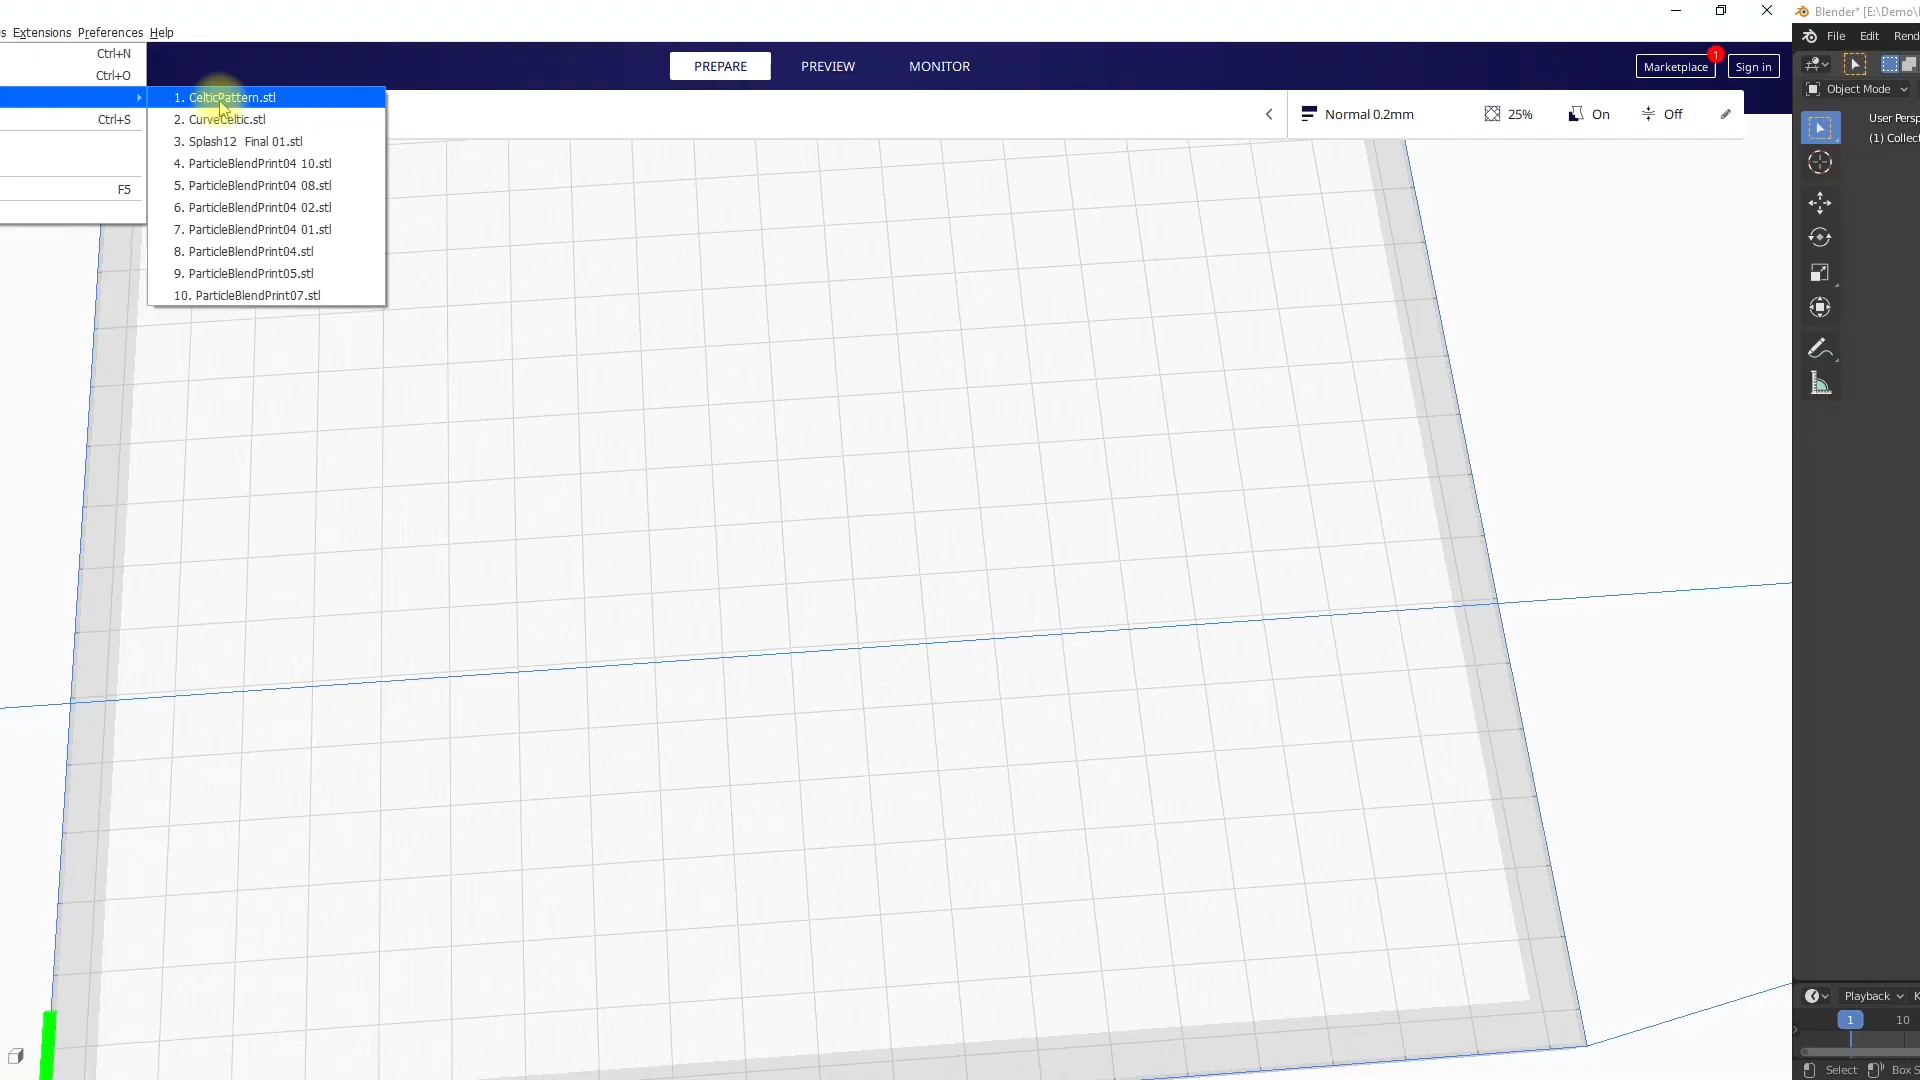 s Extensions Preferences Help
Ctrl+N
Ctrl+O
Ctrl+S
F5
1. CelticPattern.stl
2. CurveCeltic.stl
3. Splash12 Final 01.stl
4. ParticleBlendPrint04 10.stl
5. ParticleBlendPrint04 08.stl
6. ParticleBlendPrint04 02.stl
7. ParticleBlendPrint04 01.stl
8. ParticleBlendPrint04.stl
9. ParticleBlendPrint05.stl
10. ParticleBlendPrint07.stl
PREPARE PREVIEW MONITOR
Marketplace 1 Sign in
Normal 0.2mm 25% On Off
Blender* [E:\Demo\
File Edit Rend
Object Mode
User Persp
(1) Collect
Playback K
1 10
Select Box S